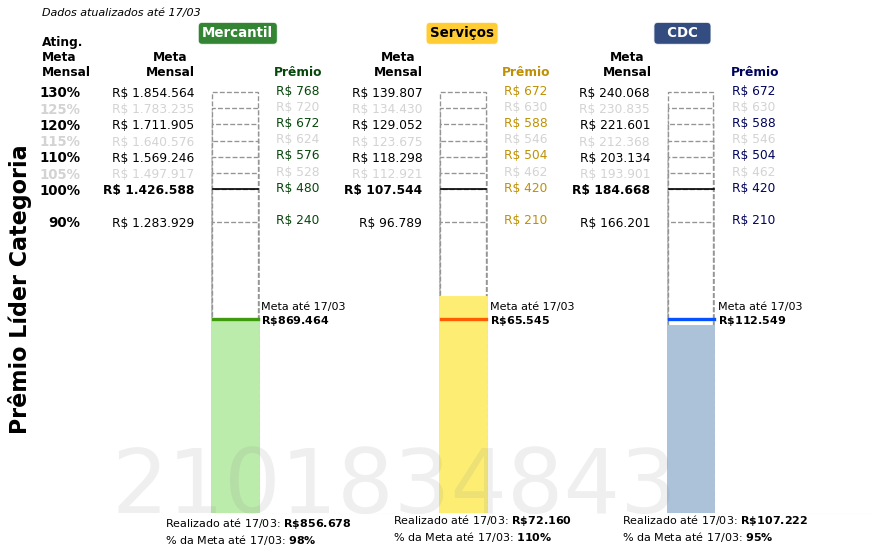 Dados atualizados até 17/03
Mercantil Serviços CDC
Ating. Meta Mensal
Meta Mensal Prêmio Meta Mensal Prêmio Meta Mensal Prêmio
130% R$ 1.854.564 R$ 768 R$ 139.807 R$ 672 R$ 240.068 R$ 672
125% R$ 1.783.235 R$ 720 R$ 134.430 R$ 630 R$ 230.835 R$ 630
120% R$ 1.711.905 R$ 672 R$ 129.052 R$ 588 R$ 221.601 R$ 588
115% R$ 1.640.576 R$ 624 R$ 123.675 R$ 546 R$ 212.368 R$ 546
110% R$ 1.569.246 R$ 576 R$ 118.298 R$ 504 R$ 203.134 R$ 504
105% R$ 1.497.917 R$ 528 R$ 112.921 R$ 462 R$ 193.901 R$ 462
100% R$ 1.426.588 R$ 480 R$ 107.544 R$ 420 R$ 184.668 R$ 420
90% R$ 1.283.929 R$ 240 R$ 96.789 R$ 210 R$ 166.201 R$ 210
Prêmio Líder Categoria
Meta até 17/03 Meta até 17/03 Meta até 17/03
R$869.464 R$65.545 R$112.549
2101834843
Realizado até 17/03: R$856.678 Realizado até 17/03: R$72.160 Realizado até 17/03: R$107.222
% da Meta até 17/03: 98% % da Meta até 17/03: 110% % da Meta até 17/03: 95%